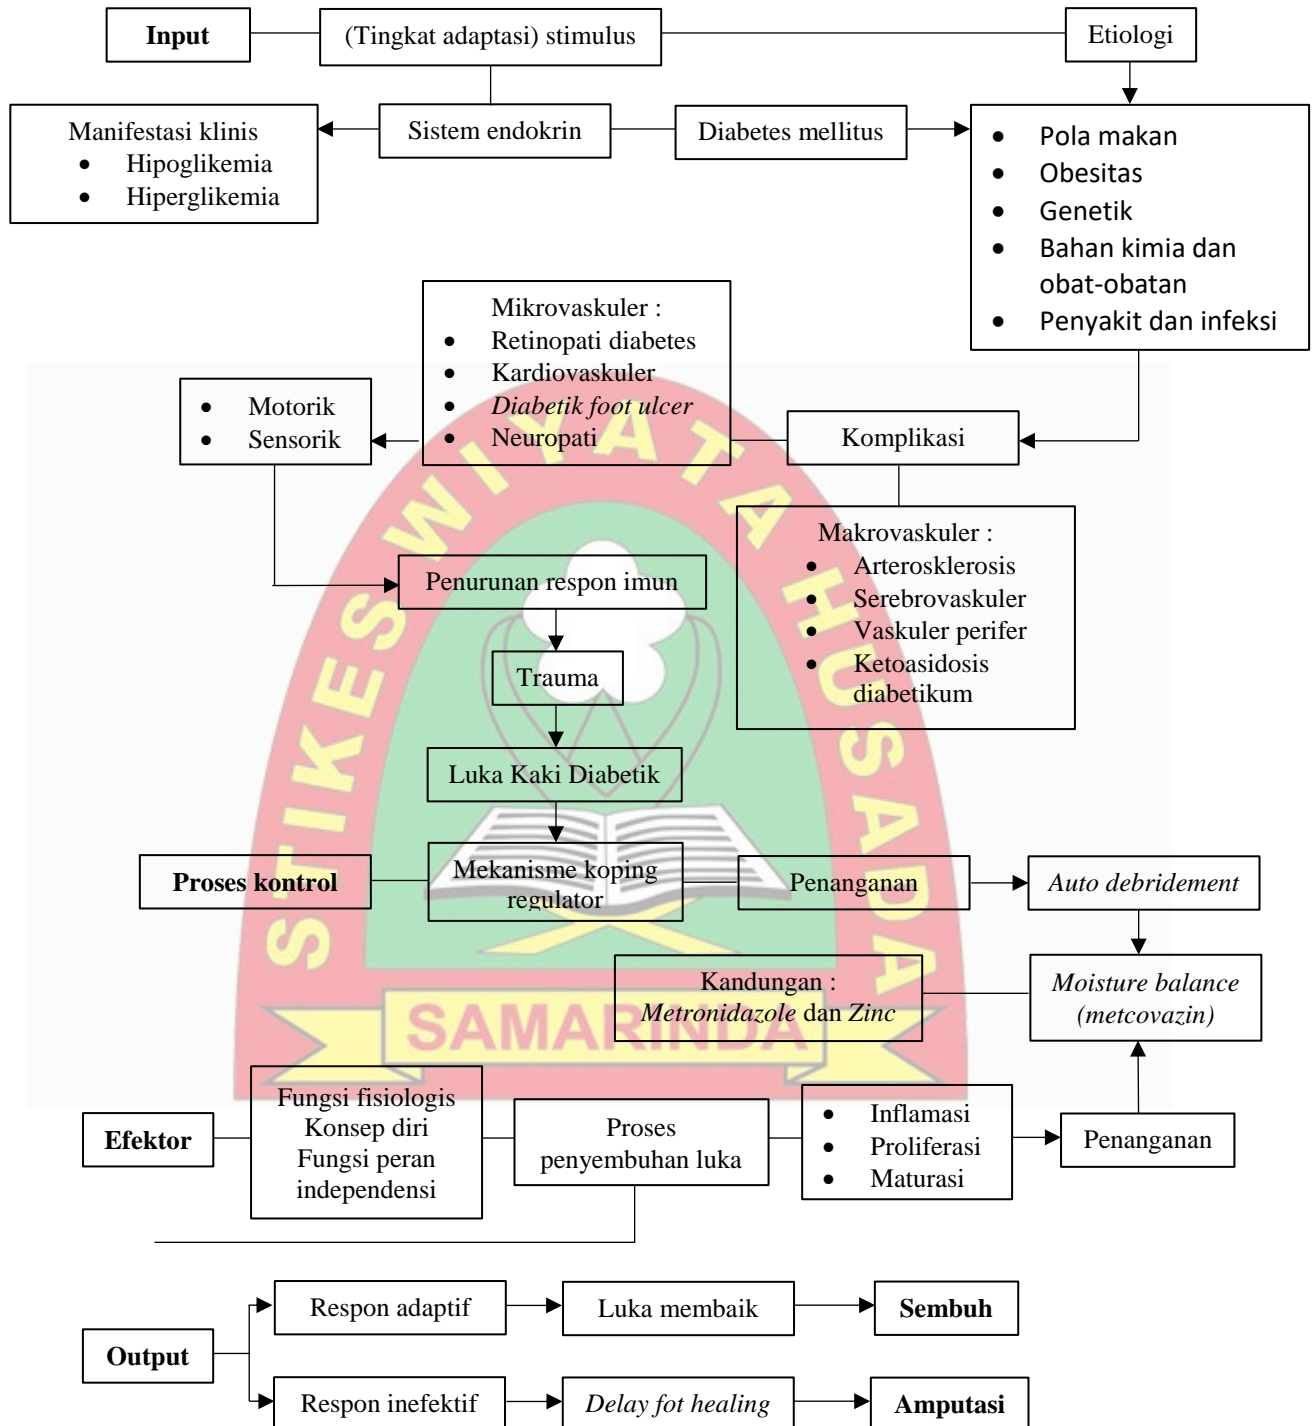 Input
(Tingkat adaptasi) stimulus
Etiologi
Manifestasi klinis
• Hipoglikemia
• Hiperglikemia
Sistem endokrin
Diabetes mellitus
• Pola makan
• Obesitas
• Genetik
• Bahan kimia dan
obat-obatan
• Penyakit dan infeksi
Mikrovaskuler :
• Retinopati diabetes
• Kardiovaskuler
• Diabetik foot ulcer
• Neuropati
• Motorik
• Sensorik
Komplikasi
Makrovaskuler :
• Arterosklerosis
• Serebrovaskuler
• Vaskuler perifer
• Ketoasidosis
diabetikum
Penurunan respon imun
Trauma
Luka Kaki Diabetik
Proses kontrol
Mekanisme koping
regulator
Penanganan
Auto debridement
Kandungan :
Metronidazole dan Zinc
Moisture balance
(metcovazin)
Efektor
Fungsi fisiologis
Konsep diri
Fungsi peran
independensi
Proses
penyembuhan luka
• Inflamasi
• Proliferasi
• Maturasi
Penanganan
Output
Respon adaptif
Luka membaik
Sembuh
Respon inefektif
Delay fot healing
Amputasi
STIKES WIYATA HUSADA
SAMARINDA